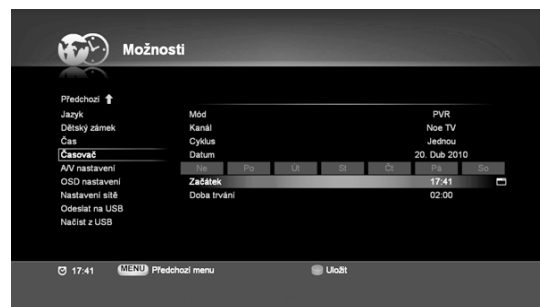 Možnosti
Předchozí
Jazyk
Mód PVR
Dětský zámek
Kanál Noe TV
Čas
Cyklus Jednou
Časovač
Datum 20. Dub 2010
A/V nastavení
Ne Po Út St Čt Pá So
OSD nastavení
Začátek 17:41
Nastavení sítě
Doba trvání 02:00
Odeslat na USB
Načíst z USB
17:41 MENU Předchozí menu Uložit